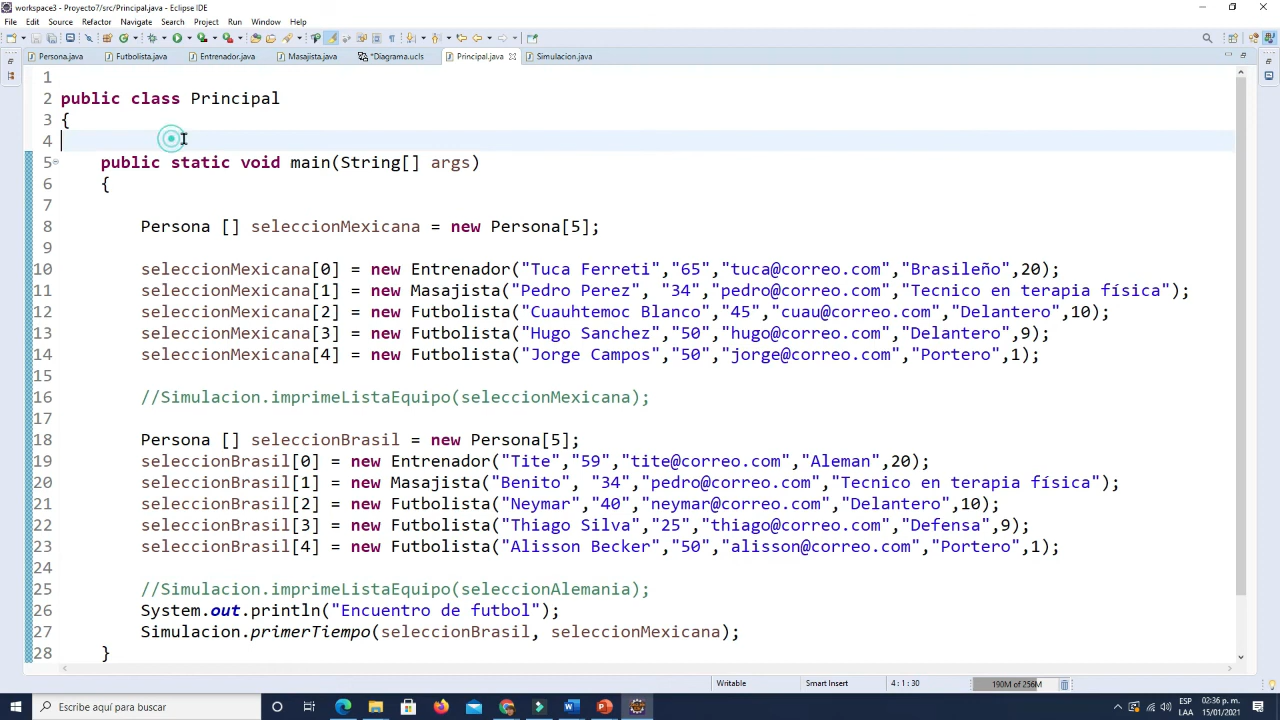 workspace3 - Proyecto7/src/Principal.java - Eclipse IDE
File Edit Source Refactor Navigate Search Project Run Window Help
Persona.java Futbolista.java Entrenador.java Masajista.java *Diagrama.ucls Principal.java Simulacion.java
1
2 public class Principal
3 {
4
5 public static void main(String[] args)
6 {
7
8 Persona [] seleccionMexicana = new Persona[5];
9
10 seleccionMexicana[0] = new Entrenador("Tuca Ferreti","65","tuca@correo.com","Brasileño",20);
11 seleccionMexicana[1] = new Masajista("Pedro Perez", "34","pedro@correo.com","Tecnico en terapia física");
12 seleccionMexicana[2] = new Futbolista("Cuauhtemoc Blanco","45","cuau@correo.com","Delantero",10);
13 seleccionMexicana[3] = new Futbolista("Hugo Sanchez","50","hugo@correo.com","Delantero",9);
14 seleccionMexicana[4] = new Futbolista("Jorge Campos","50","jorge@correo.com","Portero",1);
15
16 //Simulacion.imprimeListaEquipo(seleccionMexicana);
17
18 Persona [] seleccionBrasil = new Persona[5];
19 seleccionBrasil[0] = new Entrenador("Tite","59","tite@correo.com","Aleman",20);
20 seleccionBrasil[1] = new Masajista("Benito", "34","pedro@correo.com","Tecnico en terapia física");
21 seleccionBrasil[2] = new Futbolista("Neymar","40","neymar@correo.com","Delantero",10);
22 seleccionBrasil[3] = new Futbolista("Thiago Silva","25","thiago@correo.com","Defensa",9);
23 seleccionBrasil[4] = new Futbolista("Alisson Becker","50","alisson@correo.com","Portero",1);
24
25 //Simulacion.imprimeListaEquipo(seleccionAlemania);
26 System.out.println("Encuentro de futbol");
27 Simulacion.primerTiempo(seleccionBrasil, seleccionMexicana);
28 }
Writable Smart Insert 4 : 1 : 30 190M of 256M
Escribe aquí para buscar
ESP 02:36 p. m.
LAA 15/01/2021